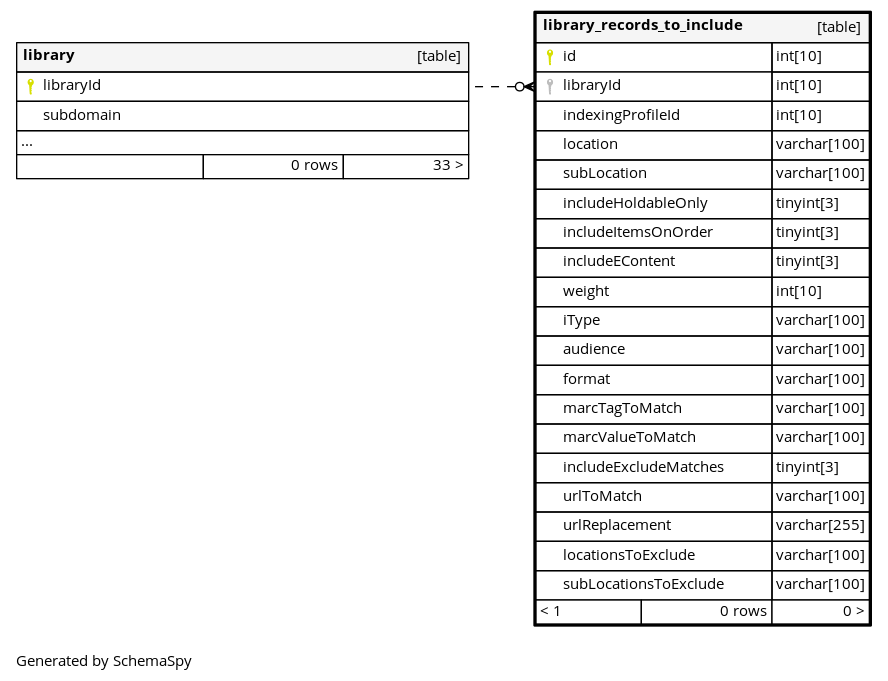 library [table]
libraryId
subdomain
...
0 rows 33 >
library_records_to_include [table]
id int[10]
libraryId int[10]
indexingProfileId int[10]
location varchar[100]
subLocation varchar[100]
includeHoldableOnly tinyint[3]
includeItemsOnOrder tinyint[3]
includeEContent tinyint[3]
weight int[10]
iType varchar[100]
audience varchar[100]
format varchar[100]
marcTagToMatch varchar[100]
marcValueToMatch varchar[100]
includeExcludeMatches tinyint[3]
urlToMatch varchar[100]
urlReplacement varchar[255]
locationsToExclude varchar[100]
subLocationsToExclude varchar[100]
< 1 0 rows 0 >
Generated by SchemaSpy